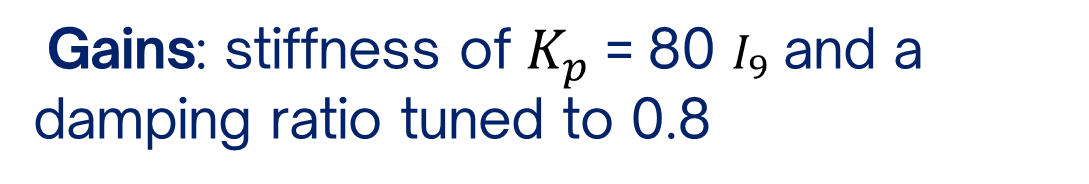 Gains: stiffness of 𝐾𝑝 = 80 𝐼9 and a
damping ratio tuned to 0.8